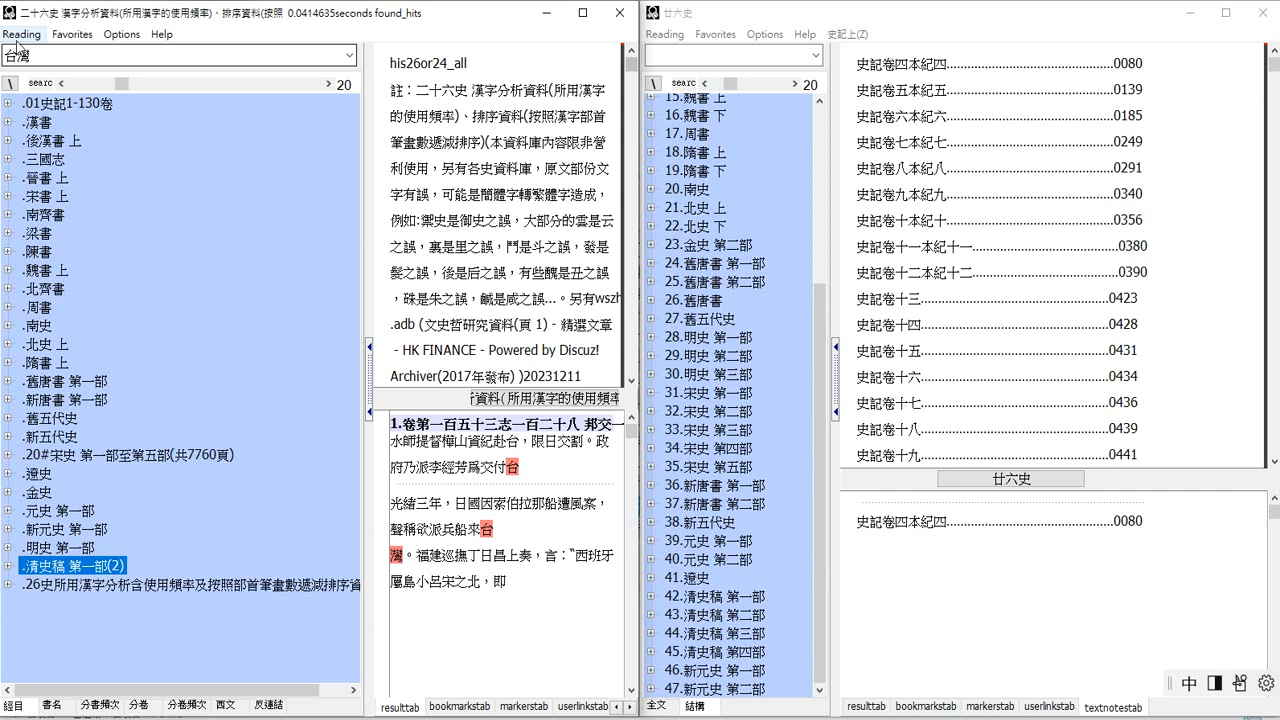 二十六史 漢字分析資料(所用漢字的使用頻率)、排序資料(按照  0.0414635seconds found_hits
Reading Favorites Options Help
台灣
\ searc < > 20
.01史記1-130卷
.漢書
.後漢書 上
.三國志
.晉書 上
.宋書 上
.南齊書
.梁書
.陳書
.魏書 上
.北齊書
.周書
.南史
.北史 上
.隋書 上
.舊唐書 第一部
.新唐書 第一部
.舊五代史
.新五代史
.20#宋史 第一部至第五部(共7760頁)
.遼史
.金史
.元史 第一部
.新元史 第一部
.明史 第一部
.清史稿 第一部(2)
.26史所用漢字分析含使用頻率及按照部首筆畫數遞減排序資
經目 書名 分書頻次 分卷 分卷頻次 西文 反連結
his26or24_all
註：二十六史 漢字分析資料(所用漢字
的使用頻率)、排序資料(按照漢字部首
筆畫數遞減排序)(本資料庫內容限非營
利使用，另有各史資料庫，原文部份文
字有誤，可能是簡體字轉繁體字造成，
例如:禦史是御史之誤，大部分的雲是云
之誤，裏是里之誤，鬥是斗之誤，發是
髮之誤，後是后之誤，有些醜是丑之誤
，硃是朱之誤，鹹是咸之誤...。另有wszh
.adb (文史哲研究資料(頁 1) - 精選文章
- HK FINANCE - Powered by Discuz!
Archiver(2017年發布) )20231211
資料(所用漢字的使用頻率
1.卷第一百五十三志一百二十八 邦交一
水師提督樺山資紀赴台，限日交割。政
府乃派李經芳爲交付台
光緒三年，日國因索伯拉那船遭風案，
聲稱欲派兵船來台
灣。福建巡撫丁日昌上奏，言：“西班牙
屬島小呂宋之北，即
resulttab bookmarkstab markerstab userlinkstab
廿六史
Reading Favorites Options Help 史記上(Z)
\ searc < > 20
15.魏書 上
16.魏書 下
17.周書
18.隋書 上
19.隋書 下
20.南史
21.北史 上
22.北史 下
23.金史 第二部
24.舊唐書 第一部
25.舊唐書 第二部
26.舊唐書
27.舊五代史
28.明史 第一部
29.明史 第二部
30.明史 第三部
31.宋史 第一部
32.宋史 第二部
33.宋史 第三部
34.宋史 第四部
35.宋史 第五部
36.新唐書 第一部
37.新唐書 第二部
38.新五代史
39.元史 第一部
40.元史 第二部
41.遼史
42.清史稿 第一部
43.清史稿 第二部
44.清史稿 第三部
45.清史稿 第四部
46.新元史 第一部
47.新元史 第二部
全文 結構
史記卷四本紀四........................................0080
史記卷五本紀五........................................0139
史記卷六本紀六........................................0185
史記卷七本紀七........................................0249
史記卷八本紀八........................................0291
史記卷九本紀九........................................0340
史記卷十本紀十........................................0356
史記卷十一本紀十一...................................0380
史記卷十二本紀十二...................................0390
史記卷十三.............................................0423
史記卷十四.............................................0428
史記卷十五.............................................0431
史記卷十六.............................................0434
史記卷十七.............................................0436
史記卷十八.............................................0439
史記卷十九.............................................0441
廿六史
史記卷四本紀四........................................0080
中
resulttab bookmarkstab markerstab userlinkstab textnotestab